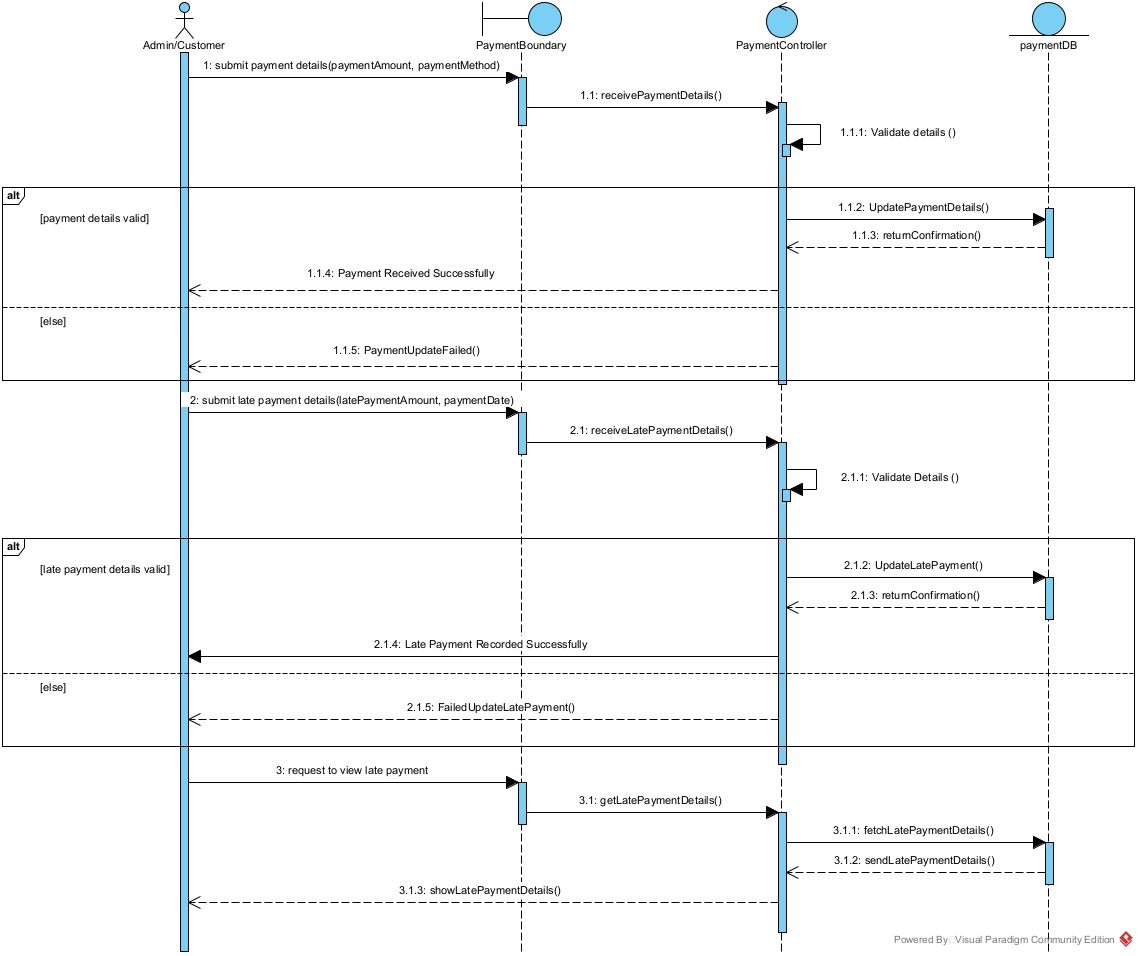 Admin/Customer
PaymentBoundary
PaymentController
paymentDB
1: submit payment details(paymentAmount, paymentMethod)
1.1: receivePaymentDetails()
1.1.1: Validate details ()
alt
[payment details valid]
1.1.2: UpdatePaymentDetails()
1.1.3: returnConfirmation()
1.1.4: Payment Received Successfully
[else]
1.1.5: PaymentUpdateFailed()
2: submit late payment details(latePaymentAmount, paymentDate)
2.1: receiveLatePaymentDetails()
2.1.1: Validate Details ()
alt
[late payment details valid]
2.1.2: UpdateLatePayment()
2.1.3: returnConfirmation()
2.1.4: Late Payment Recorded Successfully
[else]
2.1.5: FailedUpdateLatePayment()
3: request to view late payment
3.1: getLatePaymentDetails()
3.1.1: fetchLatePaymentDetails()
3.1.2: sendLatePaymentDetails()
3.1.3: showLatePaymentDetails()
Powered By Visual Paradigm Community Edition